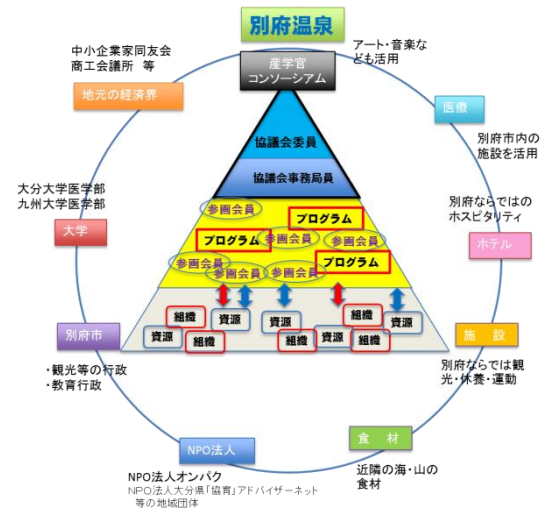 別府温泉
産学官
コンソーシアム
中小企業家同友会
商工会議所 等
地元の経済界
アート・音楽な
ども活用
医療
別府市内の
施設を活用
協議会委員
協議会事務局員
大分大学医学部
九州大学医学部
大学
別府ならではの
ホスピタリティ
ホテル
参画会員
プログラム
プログラム
参画会員
参画会員
参画会員
参画会員
参画会員
プログラム
組織
資源
資源
組織
資源
組織
資源
組織
資源
組織
別府市
・観光等の行政
・教育行政
施 設
別府ならでは観
光・休養・運動
食 材
近隣の海・山の
食材
NPO法人
NPO法人オンパク
NPO法人大分県「協育」アドバイザーネット
等の地域団体